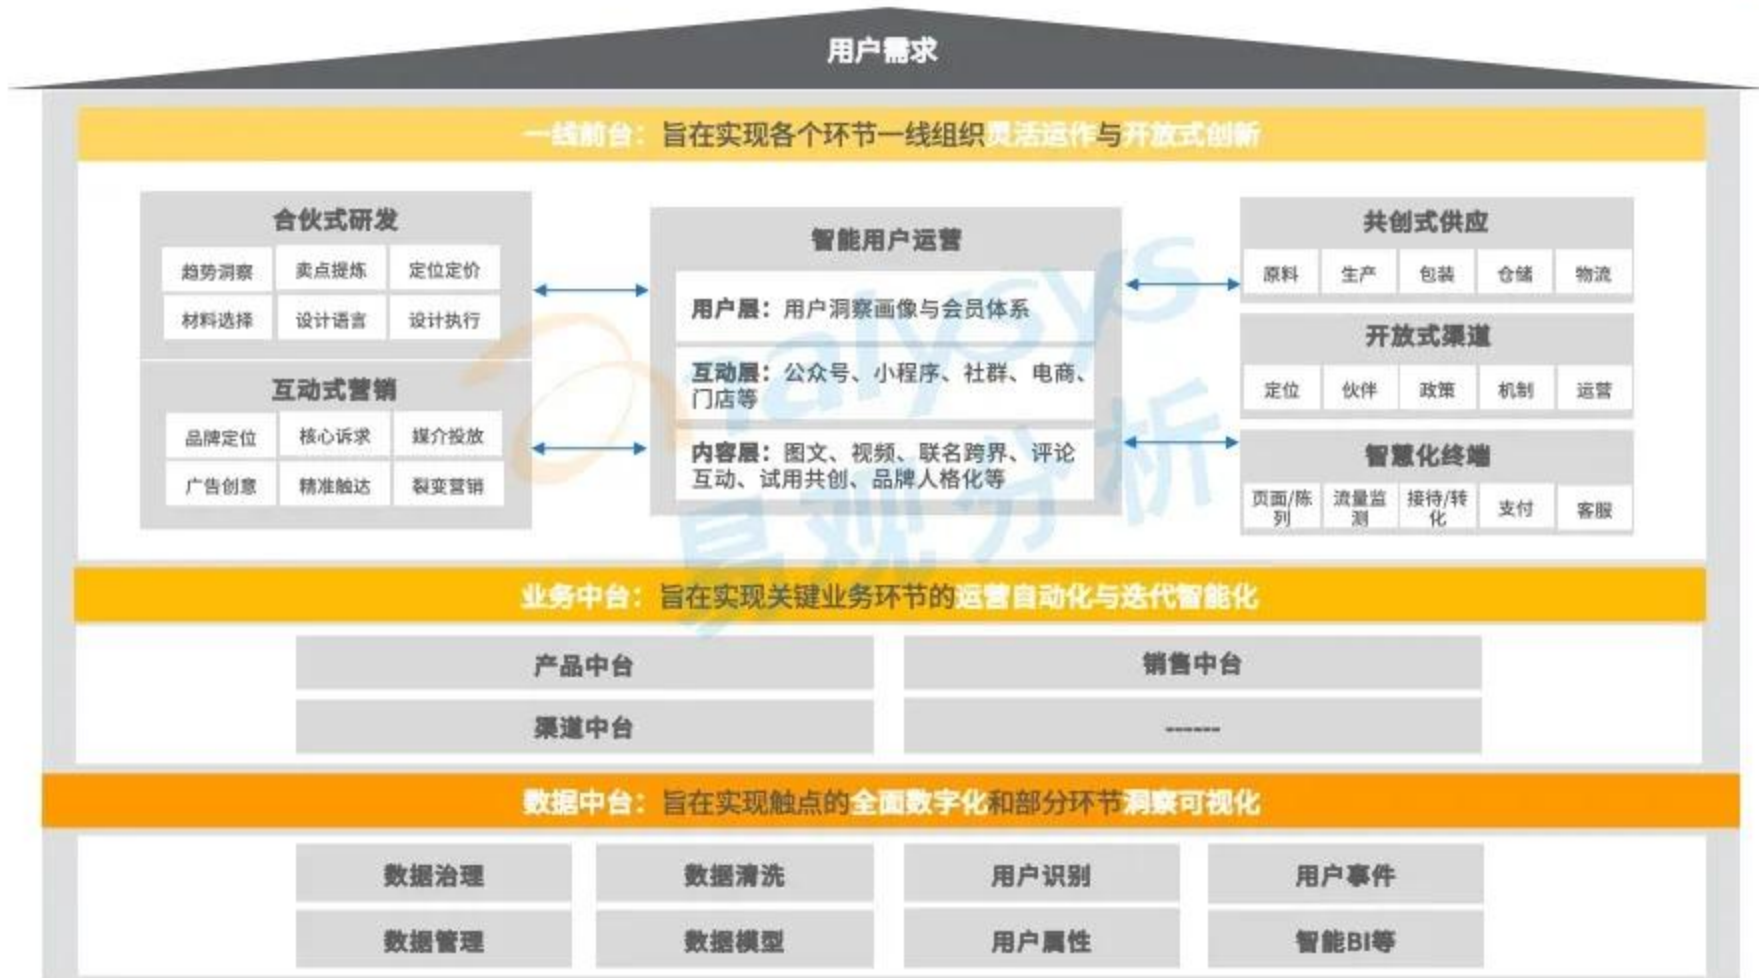 用户需求
一线前台：旨在实现各个环节一线组织灵活运作与开放式创新
合伙式研发
趋势洞察 卖点提炼 定位定价
材料选择 设计语言 设计执行
互动式营销
品牌定位 核心诉求 媒介投放
广告创意 精准触达 裂变营销
智能用户运营
用户层：用户洞察画像与会员体系
互动层：公众号、小程序、社群、电商、
门店等
内容层：图文、视频、联名跨界、评论
互动、试用共创、品牌人格化等
共创式供应
原料 生产 包装 仓储 物流
开放式渠道
定位 伙伴 政策 机制 运营
智慧化终端
页面/陈
列
流量监
测
接待/转
化
支付
客服
analysys
易观分析
业务中台：旨在实现关键业务环节的运营自动化与迭代智能化
产品中台 销售中台
渠道中台 ------
数据中台：旨在实现触点的全面数字化和部分环节洞察可视化
数据治理 数据清洗 用户识别 用户事件
数据管理 数据模型 用户属性 智能BI等